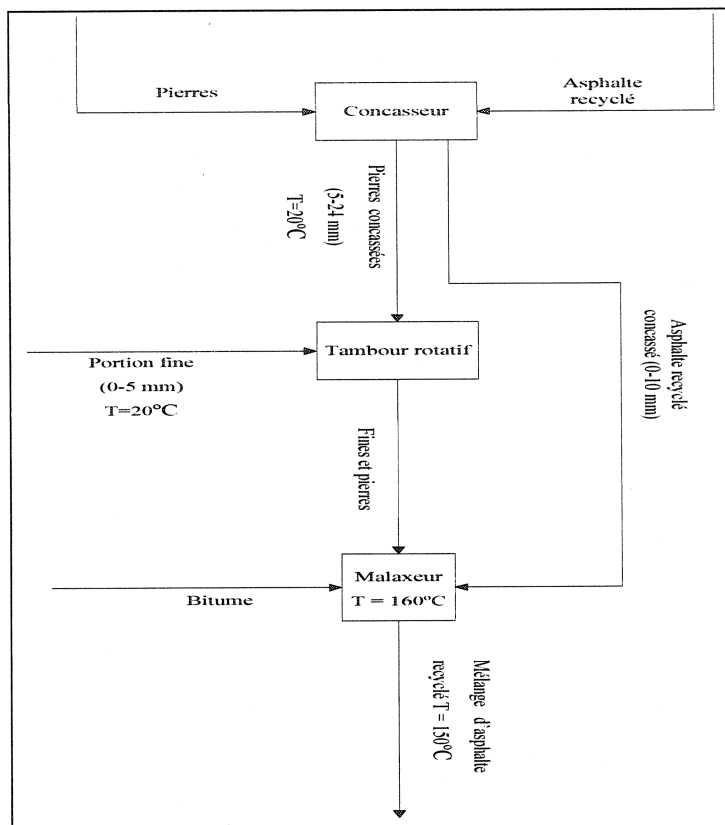 Pierres
Asphalte
recyclé
Concasseur
Pierres concassées
(5-24 mm)
T=20°C
Tambour rotatif
Portion fine
(0-5 mm)
T=20°C
Asphalte recyclé
concassé (0-10 mm)
Fines et pierres
Malaxeur
T = 160°C
Bitume
Mélange d'asphalte
recyclé T = 150°C